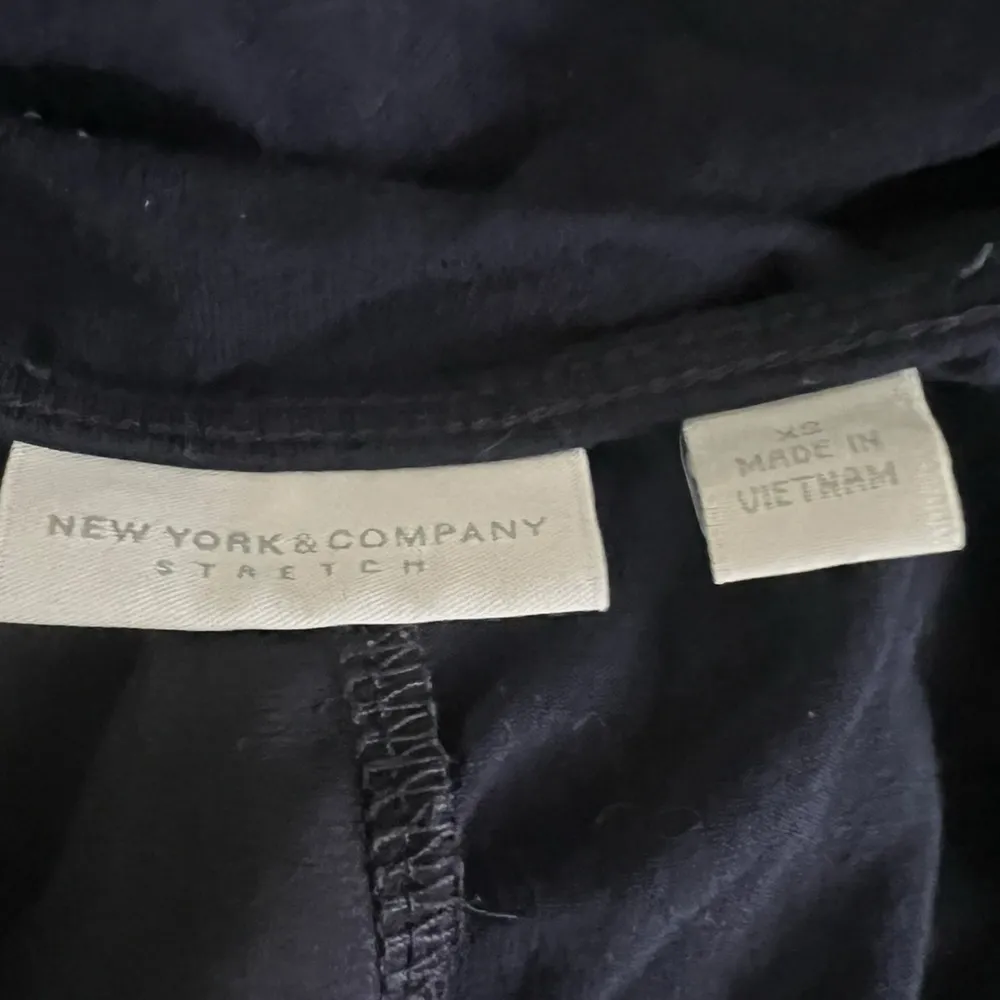 NEW YORK & COMPANY
STRETCH
XS
MADE IN
VIETNAM